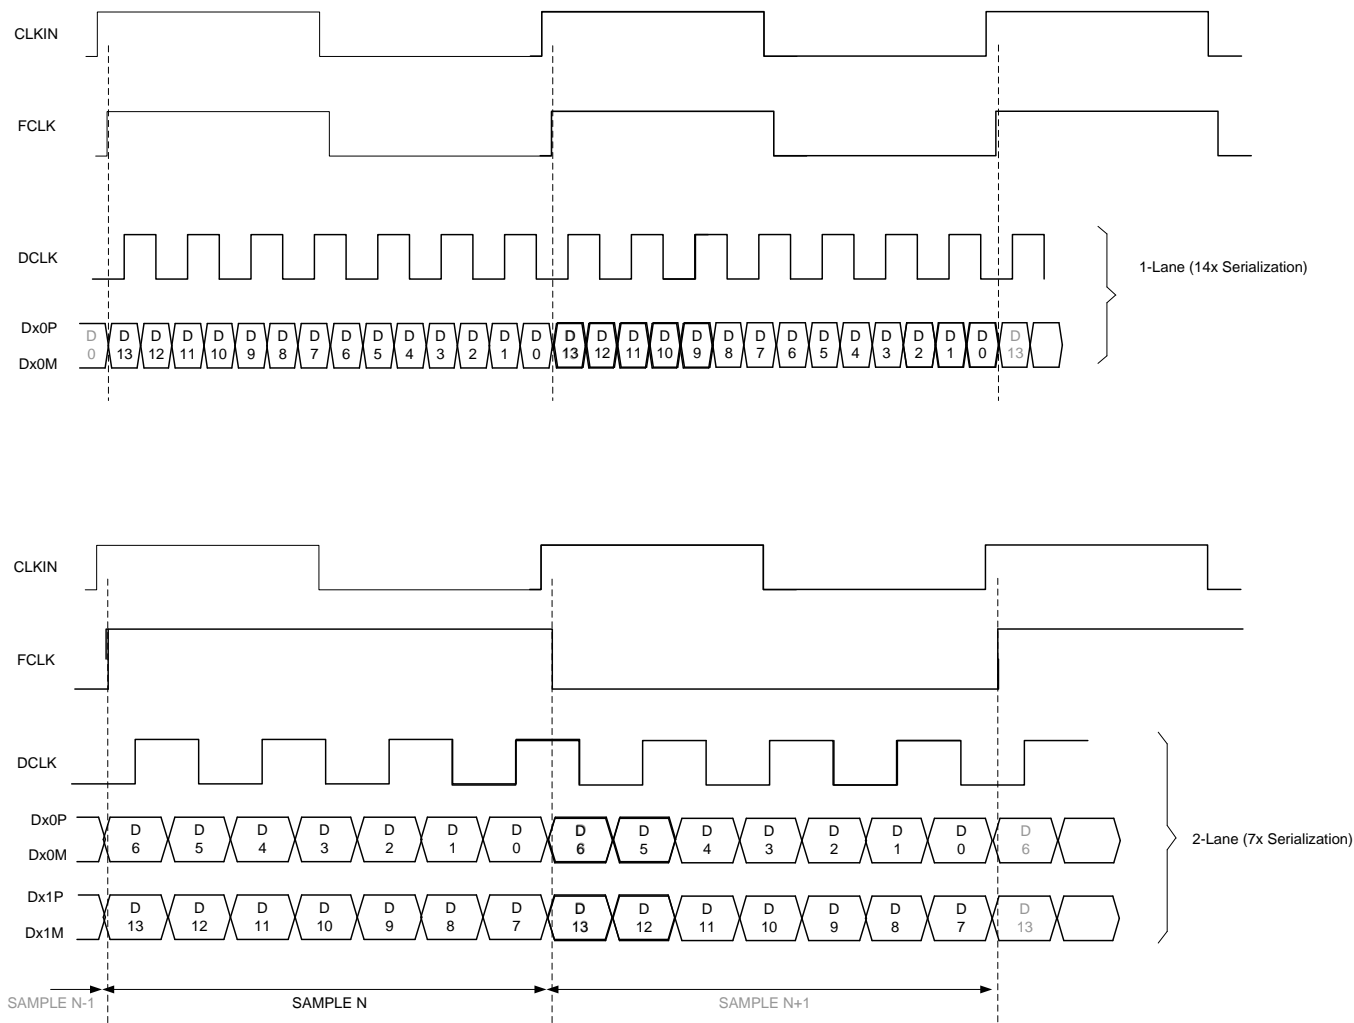 CLKIN
FCLK
DCLK
1-Lane (14x Serialization)
Dx0P
D D D D D D D D D D D D D D D D D D D D D D D D D D D D D D
0 13 12 11 10 9 8 7 6 5 4 3 2 1 0 13 12 11 10 9 8 7 6 5 4 3 2 1 0 13
Dx0M
CLKIN
FCLK
DCLK
Dx0P
D D D D D D D D D D D D D D D
6 5 4 3 2 1 0 6 5 4 3 2 1 0 6
Dx0M
2-Lane (7x Serialization)
Dx1P
D D D D D D D D D D D D D D D
13 12 11 10 9 8 7 13 12 11 10 9 8 7 13
Dx1M
SAMPLE N-1 SAMPLE N SAMPLE N+1